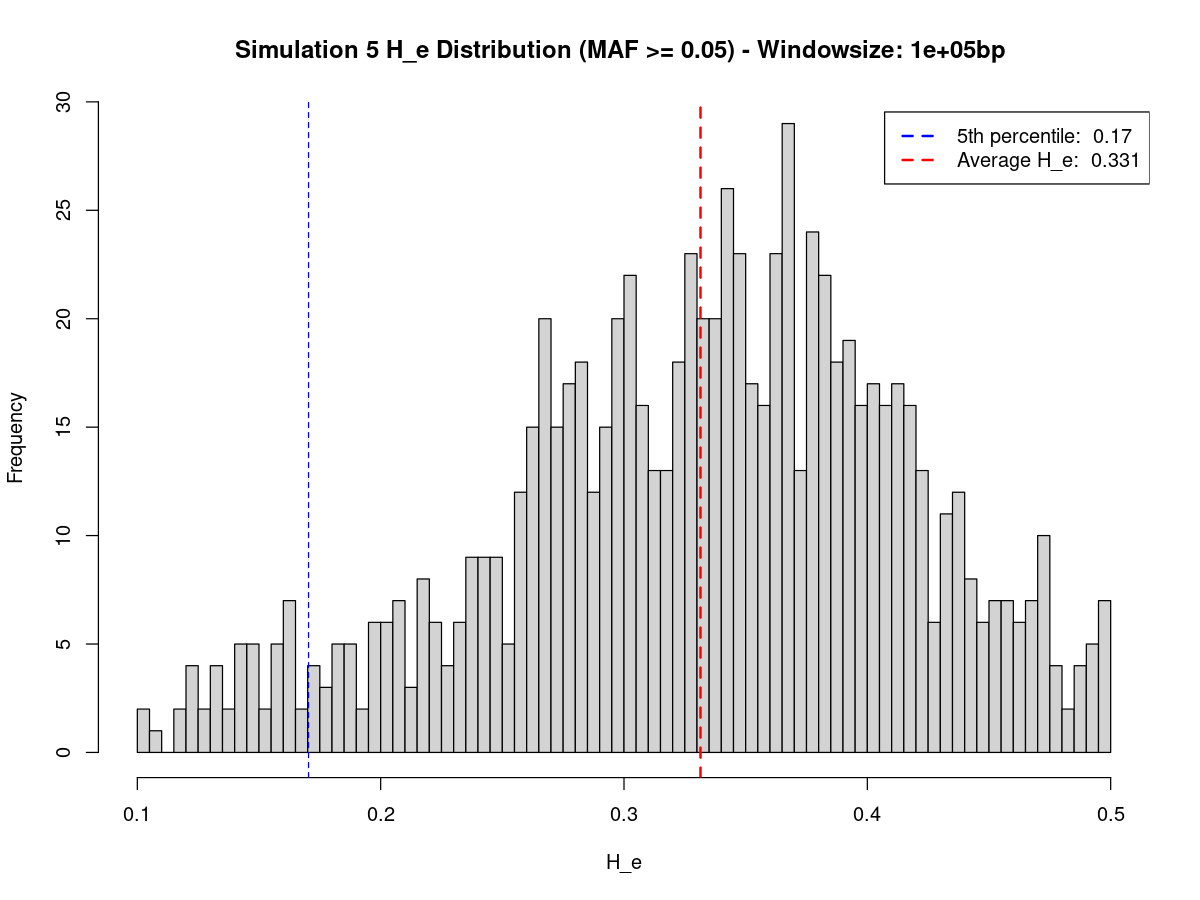 Simulation 5 H_e Distribution (MAF >= 0.05) - Windowsize: 1e+05bp
5th percentile:  0.17
Average H_e:  0.331
Frequency
30
25
20
15
10
5
0
0.1 0.2 0.3 0.4 0.5
H_e